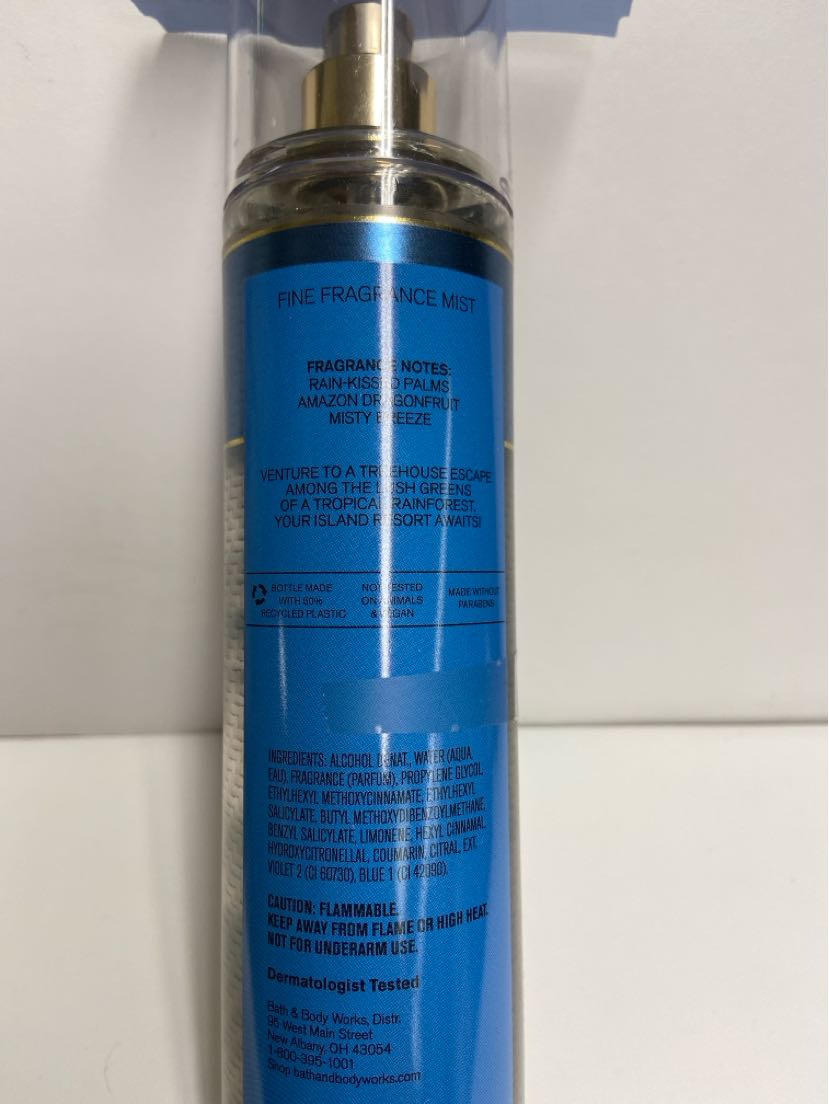 FINE FRAGRANCE MIST
FRAGRANCE NOTES:
RAIN-KISSED PALMS
AMAZON DRAGONFRUIT
MISTY BREEZE
VENTURE TO A TREEHOUSE ESCAPE
AMONG THE LUSH GREENS
OF A TROPICAL RAINFOREST.
YOUR ISLAND RESORT AWAITS!
BOTTLE MADE
WITH 50%
RECYCLED PLASTIC
NOT TESTED
ON ANIMALS
& VEGAN
MADE WITHOUT
PARABENS
INGREDIENTS: ALCOHOL DENAT., WATER (AQUA,
EAU), FRAGRANCE (PARFUM), PROPYLENE GLYCOL,
ETHYLHEXYL METHOXYCINNAMATE, ETHYLHEXYL
SALICYLATE, BUTYL METHOXYDIBENZOYLMETHANE,
BENZYL SALICYLATE, LIMONENE, HEXYL CINNAMAL,
HYDROXYCITRONELLAL, COUMARIN, CITRAL, EXT.
VIOLET 2 (CI 60730), BLUE 1 (CI 42090).
CAUTION: FLAMMABLE.
KEEP AWAY FROM FLAME OR HIGH HEAT.
NOT FOR UNDERARM USE.
Dermatologist Tested
Bath & Body Works, Distr.
95 West Main Street
New Albany, OH 43054
1-800-395-1001
Shop bathandbodyworks.com